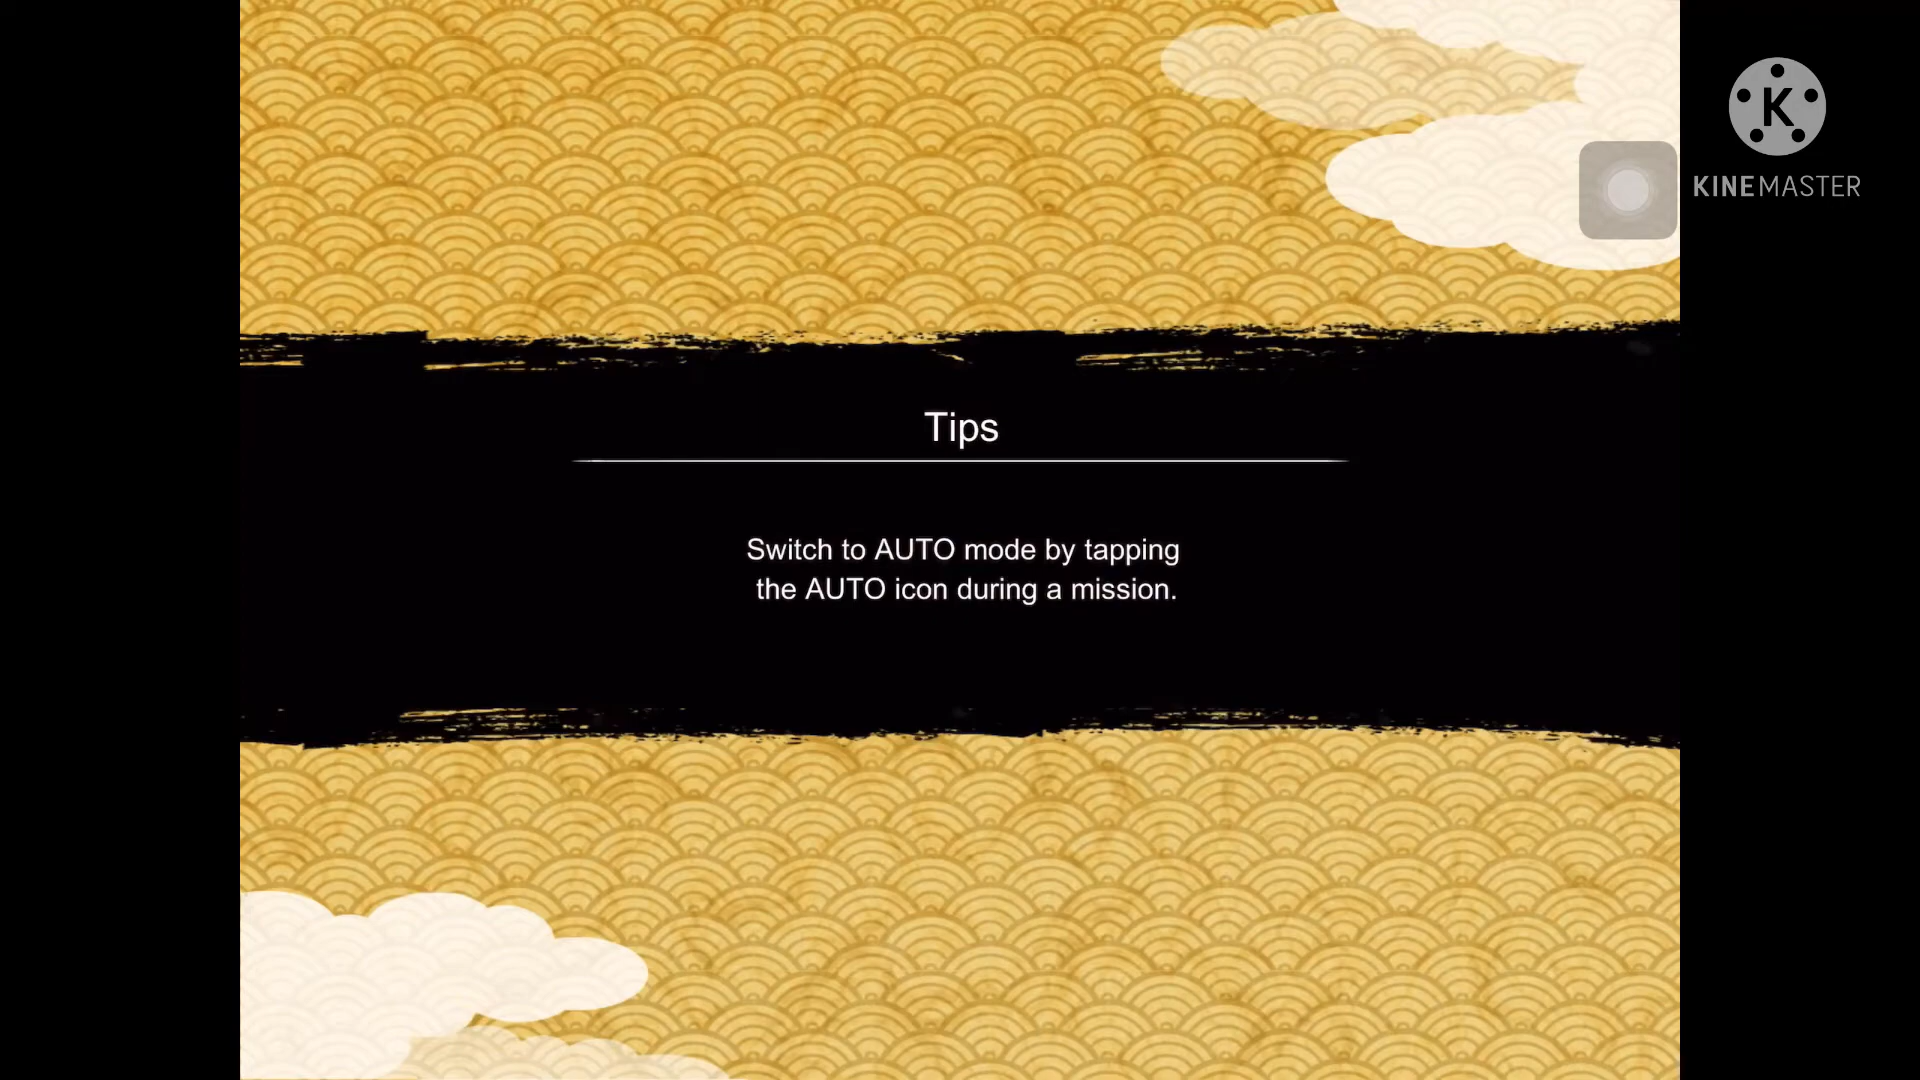 K
KINEMASTER
Tips
Switch to AUTO mode by tapping
the AUTO icon during a mission.